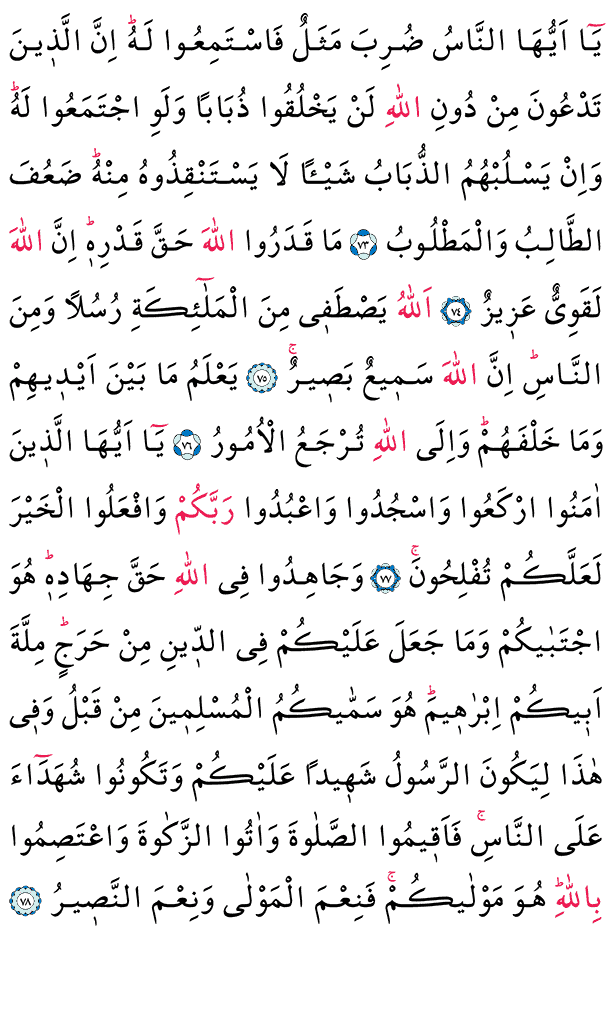 يَٓا اَيُّهَا النَّاسُ ضُرِبَ مَثَلٌ فَاسْتَمِعُوا لَهُۜ اِنَّ الَّذ۪ينَ
تَدْعُونَ مِنْ دُونِ اللّٰهِ لَنْ يَخْلُقُوا ذُبَابًا وَلَوِ اجْتَمَعُوا لَهُۜ
وَاِنْ يَسْلُبْهُمُ الذُّبَابُ شَيْـًٔا لَا يَسْتَنْقِذُوهُ مِنْهُۜ ضَعُفَ
الطَّالِبُ وَالْمَطْلُوبُ ﴿٧٣﴾ مَا قَدَرُوا اللّٰهَ حَقَّ قَدْرِه۪ۜ اِنَّ اللّٰهَ
لَقَوِيٌّ عَز۪يزٌ ﴿٧٤﴾ اَللّٰهُ يَصْطَف۪ي مِنَ الْمَلٰٓئِكَةِ رُسُلًا وَمِنَ
النَّاسِۜ اِنَّ اللّٰهَ سَم۪يعٌ بَص۪يرٌۚ ﴿٧٥﴾ يَعْلَمُ مَا بَيْنَ اَيْد۪يهِمْ
وَمَا خَلْفَهُمْۜ وَاِلَى اللّٰهِ تُرْجَعُ الْاُمُورُ ﴿٧٦﴾ يَٓا اَيُّهَا الَّذ۪ينَ
اٰمَنُوا ارْكَعُوا وَاسْجُدُوا وَاعْبُدُوا رَبَّكُمْ وَافْعَلُوا الْخَيْرَ
لَعَلَّكُمْ تُفْلِحُونَۚ ﴿٧٧﴾ وَجَاهِدُوا فِي اللّٰهِ حَقَّ جِهَادِه۪ۜ هُوَ
اجْتَبٰيكُمْ وَمَا جَعَلَ عَلَيْكُمْ فِي الدّ۪ينِ مِنْ حَرَجٍۜ مِلَّةَ
اَب۪يكُمْ اِبْرٰه۪يمَۜ هُوَ سَمّٰيكُمُ الْمُسْلِم۪ينَ مِنْ قَبْلُ وَف۪ي
هٰذَا لِيَكُونَ الرَّسُولُ شَه۪يدًا عَلَيْكُمْ وَتَكُونُوا شُهَدَٓاءَ
عَلَى النَّاسِۚ فَاَق۪يمُوا الصَّلٰوةَ وَاٰتُوا الزَّكٰوةَ وَاعْتَصِمُوا
بِاللّٰهِۜ هُوَ مَوْلٰيكُمْۚ فَنِعْمَ الْمَوْلٰى وَنِعْمَ النَّص۪يرُ ﴿٧٨﴾